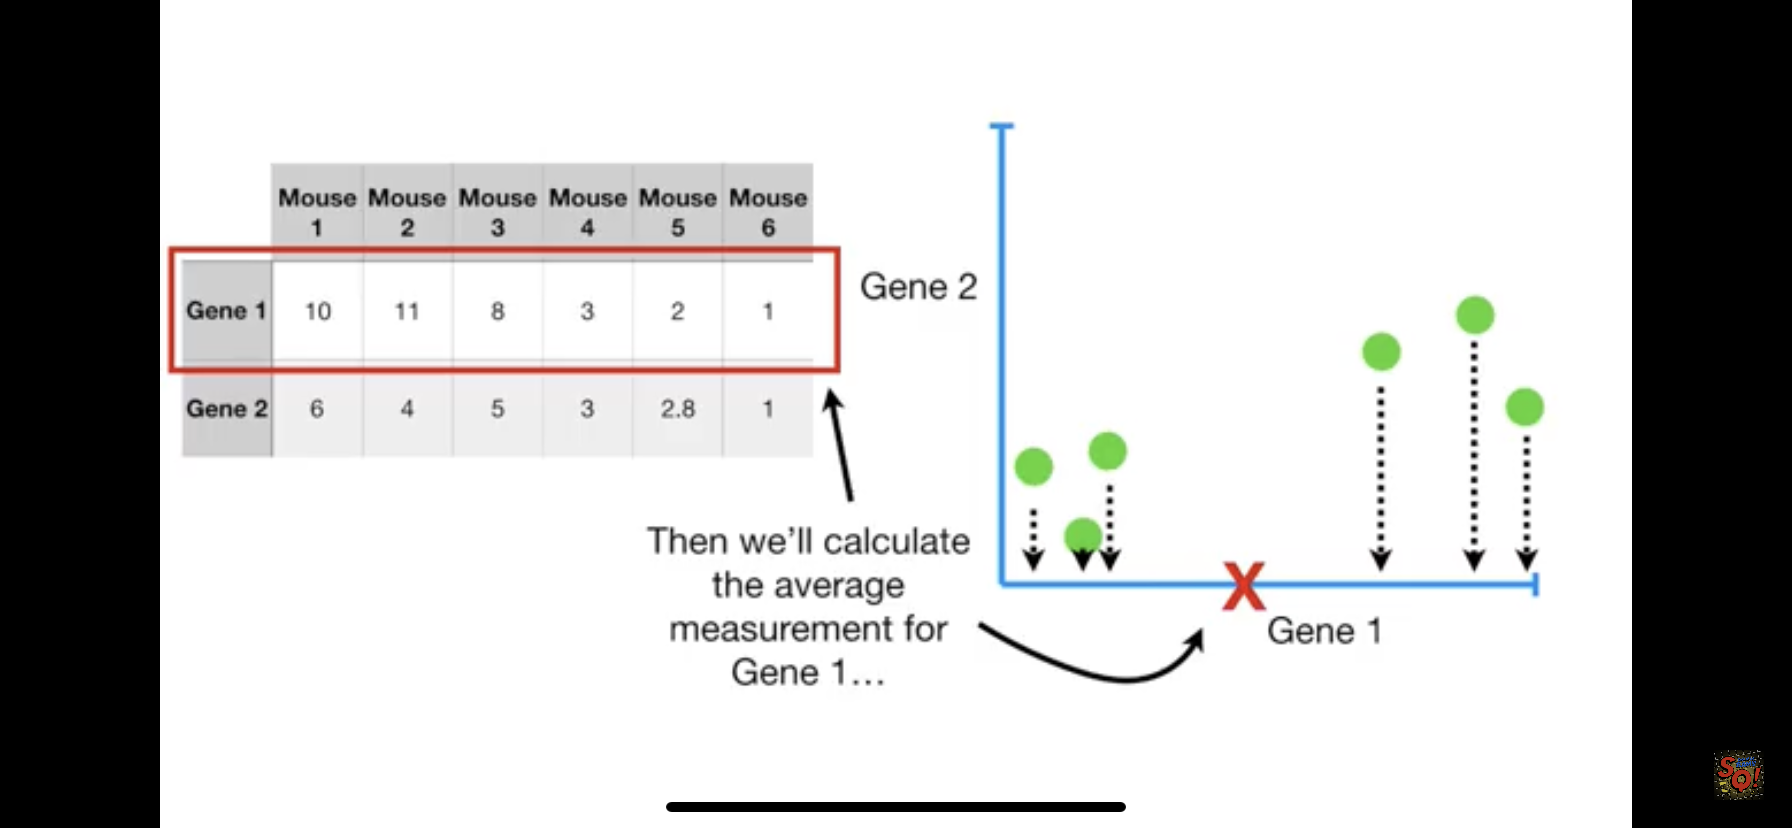 Mouse 1 Mouse 2 Mouse 3 Mouse 4 Mouse 5 Mouse 6
Gene 1 10 11 8 3 2 1
Gene 2 6 4 5 3 2.8 1
Gene 2
X
Gene 1
Then we'll calculate
the average
measurement for
Gene 1...
SQ!